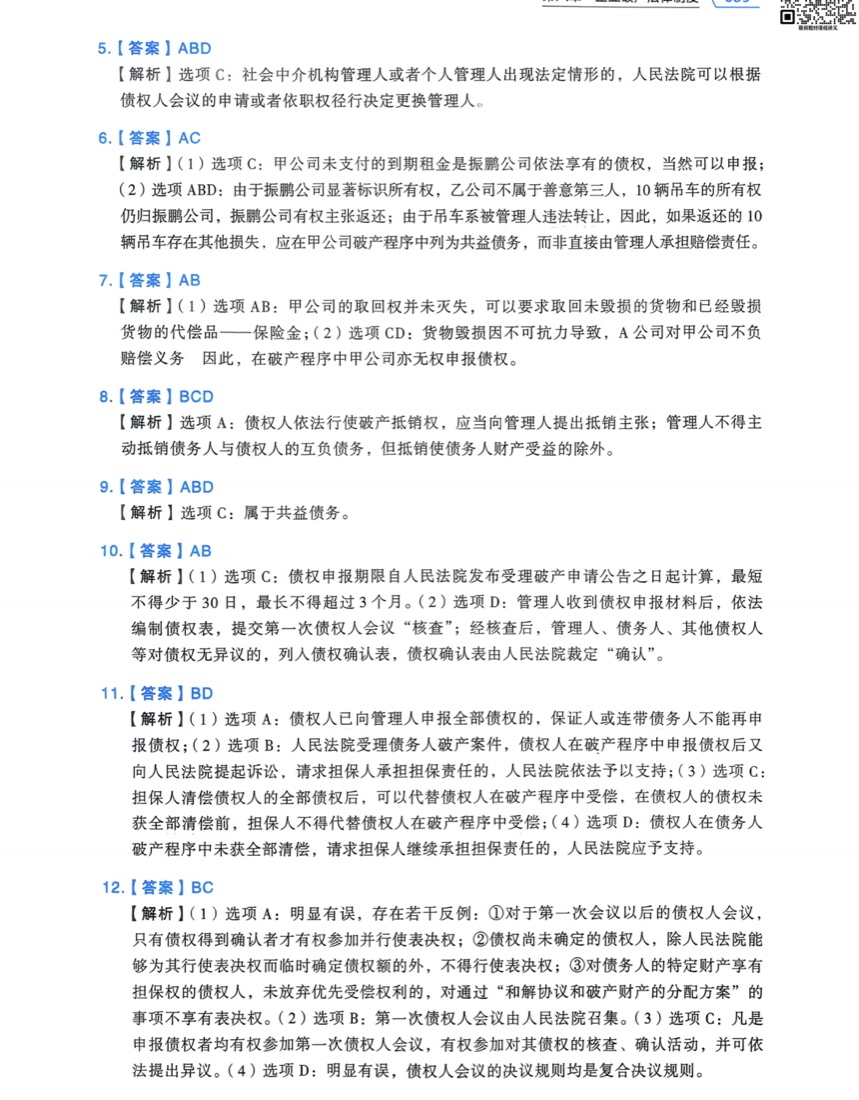 5.【答案】ABD
【解析】选项 C：社会中介机构管理人或者个人管理人出现法定情形的，人民法院可以根据
债权人会议的申请或者依职权径行决定更换管理人。
6.【答案】AC
【解析】（1）选项 C：甲公司未支付的到期租金是振鹏公司依法享有的债权，当然可以申报；
（2）选项 ABD：由于振鹏公司显著标识所有权，乙公司不属于善意第三人，10 辆吊车的所有权
仍归振鹏公司，振鹏公司有权主张返还；由于吊车系被管理人违法转让，因此，如果返还的 10
辆吊车存在其他损失，应在甲公司破产程序中列为共益债务，而非直接由管理人承担赔偿责任。
7.【答案】AB
【解析】（1）选项 AB：甲公司的取回权并未灭失，可以要求取回未毁损的货物和已经毁损
货物的代偿品——保险金；（2）选项 CD：货物毁损因不可抗力导致，A 公司对甲公司不负
赔偿义务 因此，在破产程序中甲公司亦无权申报债权。
8.【答案】BCD
【解析】选项 A：债权人依法行使破产抵销权，应当向管理人提出抵销主张；管理人不得主
动抵销债务人与债权人的互负债务，但抵销使债务人财产受益的除外。
9.【答案】ABD
【解析】选项 C：属于共益债务。
10.【答案】AB
【解析】（1）选项 C：债权申报期限自人民法院发布受理破产申请公告之日起计算，最短
不得少于 30 日，最长不得超过 3 个月。（2）选项 D：管理人收到债权申报材料后，依法
编制债权表，提交第一次债权人会议“核查”；经核查后，管理人、债务人、其他债权人
等对债权无异议的，列入债权确认表，债权确认表由人民法院裁定“确认”。
11.【答案】BD
【解析】（1）选项 A：债权人已向管理人申报全部债权的，保证人或连带债务人不能再申
报债权；（2）选项 B：人民法院受理债务人破产案件，债权人在破产程序中申报债权后又
向人民法院提起诉讼，请求担保人承担担保责任的，人民法院依法予以支持；（3）选项 C：
担保人清偿债权人的全部债权后，可以代替债权人在破产程序中受偿，在债权人的债权未
获全部清偿前，担保人不得代替债权人在破产程序中受偿；（4）选项 D：债权人在债务人
破产程序中未获全部清偿，请求担保人继续承担担保责任的，人民法院应予支持。
12.【答案】BC
【解析】（1）选项 A：明显有误，存在若干反例：①对于第一次会议以后的债权人会议，
只有债权得到确认者才有权参加并行使表决权；②债权尚未确定的债权人，除人民法院能
够为其行使表决权而临时确定债权额的外，不得行使表决权；③对债务人的特定财产享有
担保权的债权人，未放弃优先受偿权利的，对通过“和解协议和破产财产的分配方案”的
事项不享有表决权。（2）选项 B：第一次债权人会议由人民法院召集。（3）选项 C：凡是
申报债权者均有权参加第一次债权人会议，有权参加对其债权的核查、确认活动，并可依
法提出异议。（4）选项 D：明显有误，债权人会议的决议规则均是复合决议规则。